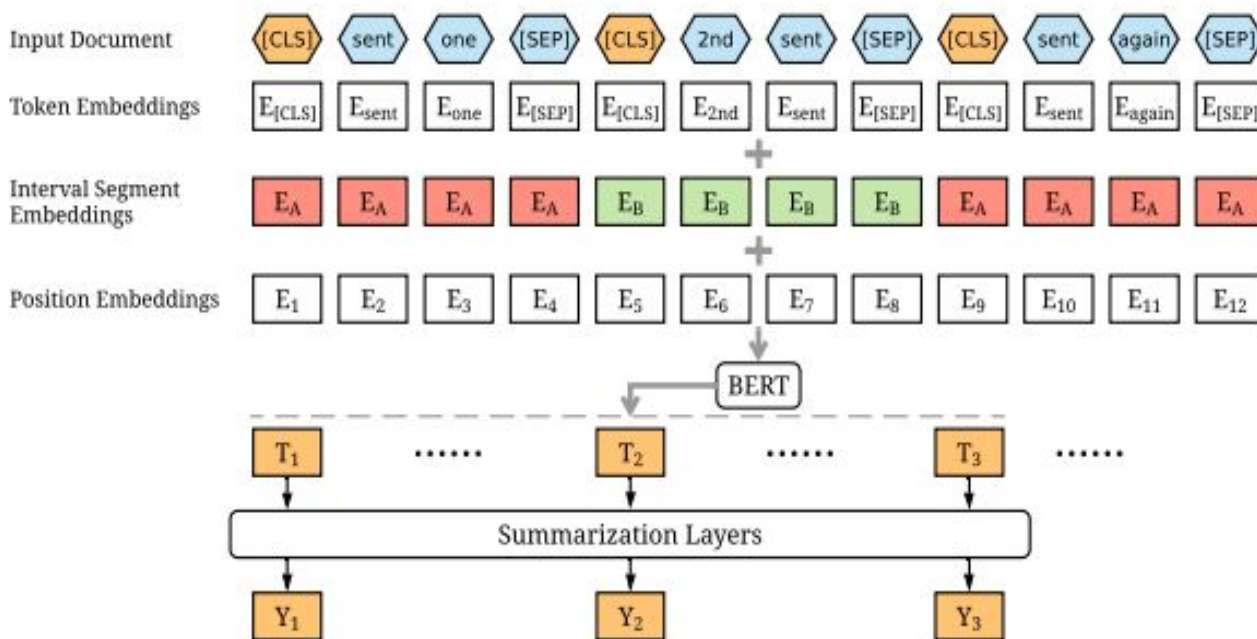 Input Document [CLS] sent one [SEP] [CLS] 2nd sent [SEP] [CLS] sent again [SEP]
Token Embeddings E[CLS] Esent Eone E[SEP] E[CLS] E2nd Esent E[SEP] E[CLS] Esent Eagain E[SEP]
+
Interval Segment
Embeddings EA EA EA EA EB EB EB EB EA EA EA EA
+
Position Embeddings E1 E2 E3 E4 E5 E6 E7 E8 E9 E10 E11 E12
BERT
T1 ...... T2 ...... T3 ......
Summarization Layers
Y1 Y2 Y3